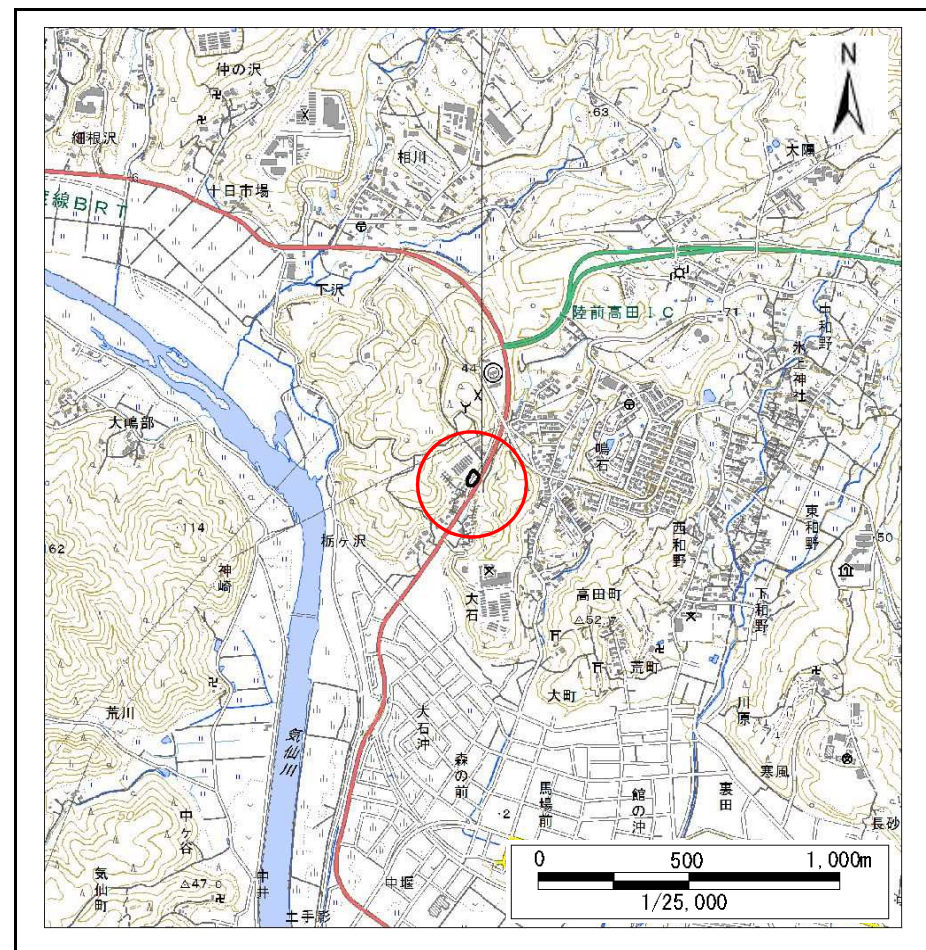 N
仲の沢
細根沢
相川
63
大隅
十日市場
6
線BRT
下沢
陸前高田IC
71
中和野
氷上神社
44
大嶋部
鳴石
114
162
栃ヶ沢
神崎
西和野
東和野
50
大石
高田町
下和野
52.
荒町
大町
川原
荒川
大石沖
気仙川
森の前
馬場前
館の沖
裏田
寒風
長砂
2
中ヶ谷
気仙町
47.
中井
中堰
土手影
0 500 1,000m
1/25,000